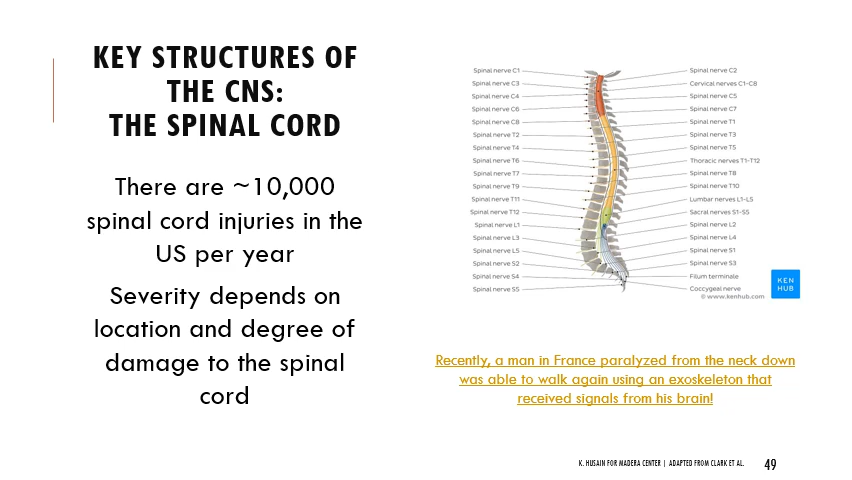 KEY STRUCTURES OF
THE CNS:
THE SPINAL CORD
There are ~10,000
spinal cord injuries in the
US per year
Severity depends on
location and degree of
damage to the spinal
cord
Spinal nerve C1
Spinal nerve C3
Spinal nerve C4
Spinal nerve C6
Spinal nerve C8
Spinal nerve T2
Spinal nerve T4
Spinal nerve T6
Spinal nerve T7
Spinal nerve T9
Spinal nerve T11
Spinal nerve T12
Spinal nerve L1
Spinal nerve L3
Spinal nerve L5
Spinal nerve S2
Spinal nerve S4
Spinal nerve S5
Spinal nerve C2
Cervical nerves C1-C8
Spinal nerve C5
Spinal nerve C7
Spinal nerve T1
Spinal nerve T3
Spinal nerve T5
Thoracic nerves T1-T12
Spinal nerve T8
Spinal nerve T10
Lumbar nerves L1-L5
Sacral nerves S1-S5
Spinal nerve L2
Spinal nerve L4
Spinal nerve S1
Spinal nerve S3
Filum terminale
Coccygeal nerve
© www.kenhub.com
KEN
HUB
Recently, a man in France paralyzed from the neck down
was able to walk again using an exoskeleton that
received signals from his brain!
K. HUSAIN FOR MADERA CENTER | ADAPTED FROM CLARK ET AL.
49